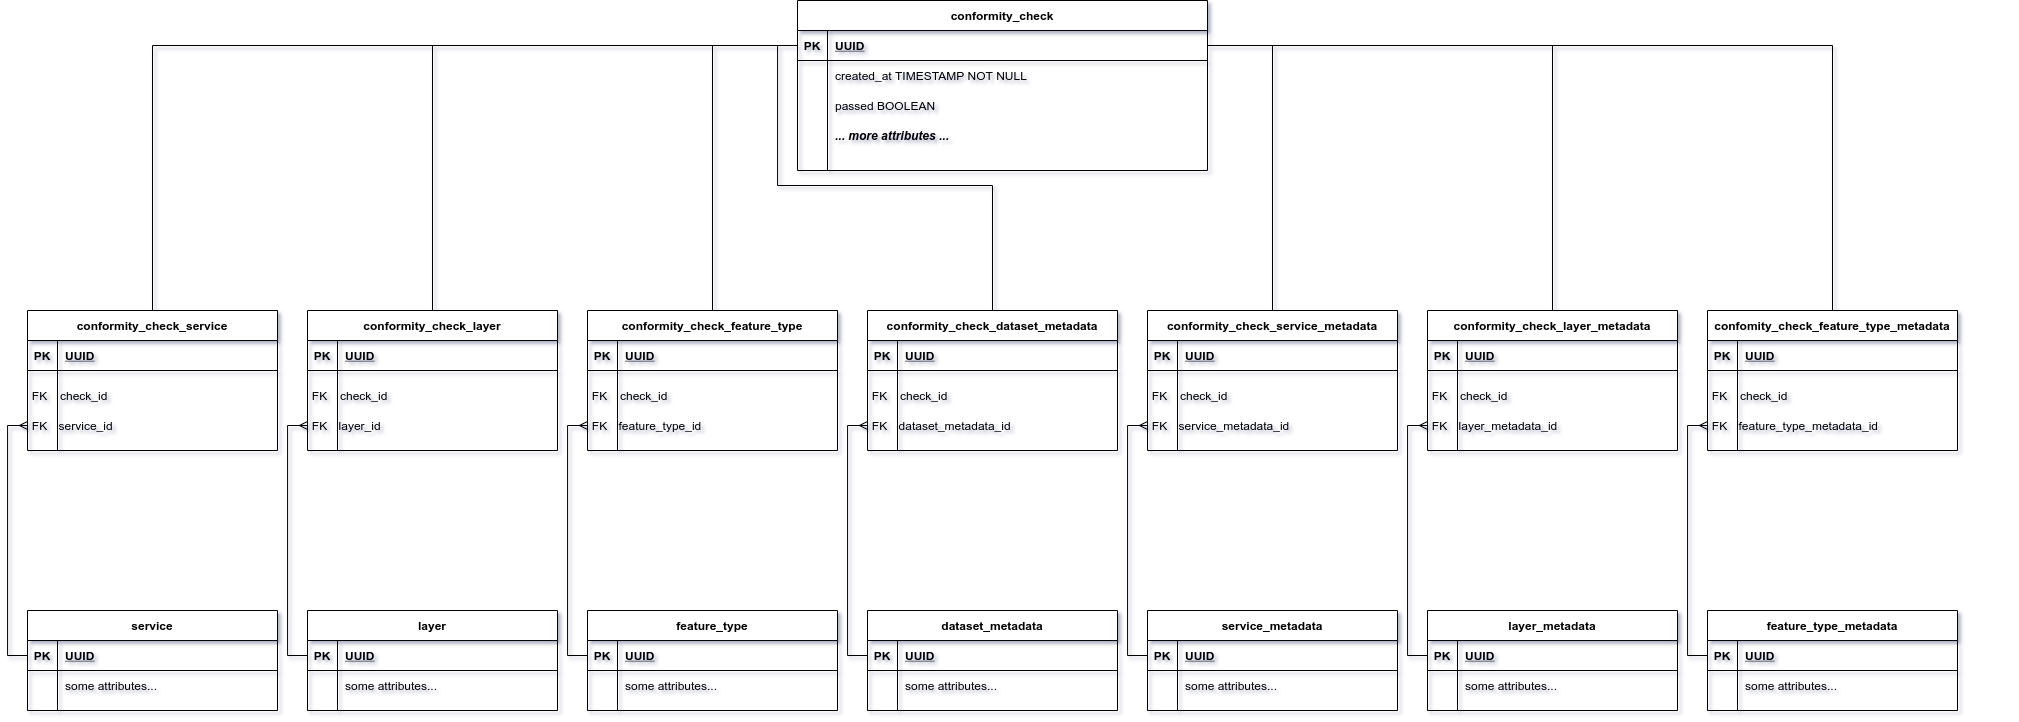 conformity_check
PK UUID
created_at TIMESTAMP NOT NULL
passed BOOLEAN
... more attributes ...
conformity_check_service
PK UUID
FK check_id
FK service_id
conformity_check_layer
PK UUID
FK check_id
FK layer_id
conformity_check_feature_type
PK UUID
FK check_id
FK feature_type_id
conformity_check_dataset_metadata
PK UUID
FK check_id
FK dataset_metadata_id
conformity_check_service_metadata
PK UUID
FK check_id
FK service_metadata_id
conformity_check_layer_metadata
PK UUID
FK check_id
FK layer_metadata_id
confomity_check_feature_type_metadata
PK UUID
FK check_id
FK feature_type_metadata_id
service
PK UUID
some attributes...
layer
PK UUID
some attributes...
feature_type
PK UUID
some attributes...
dataset_metadata
PK UUID
some attributes...
service_metadata
PK UUID
some attributes...
layer_metadata
PK UUID
some attributes...
feature_type_metadata
PK UUID
some attributes...